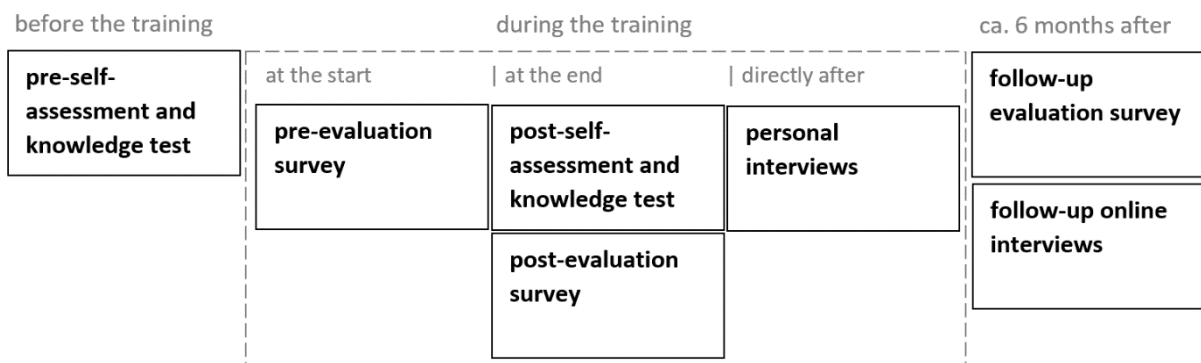 before the training
during the training
ca. 6 months after
pre-self-
assessment and
knowledge test
at the start
| at the end
| directly after
pre-evaluation
survey
post-self-
assessment and
knowledge test
post-evaluation
survey
personal
interviews
follow-up
evaluation survey
follow-up online
interviews